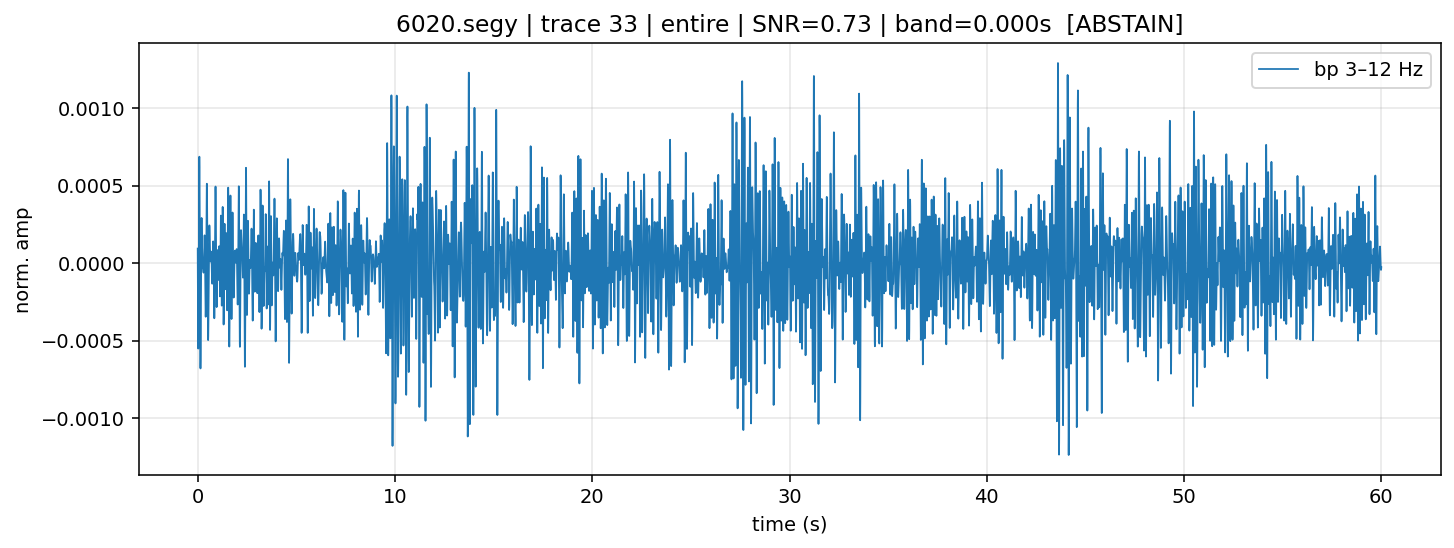 6020.segy | trace 33 | entire | SNR=0.73 | band=0.000s  [ABSTAIN]
bp 3–12 Hz
norm. amp
0.0010
0.0005
0.0000
−0.0005
−0.0010
0 10 20 30 40 50 60
time (s)